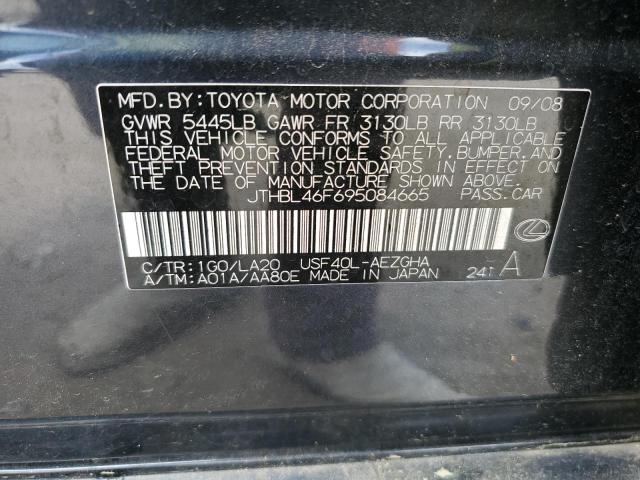 MFD.BY:TOYOTA MOTOR CORPORATION 09/08
GVWR 5445LB GAWR FR 3130LB RR 3130LB
THIS VEHICLE CONFORMS TO ALL APPLICABLE
FEDERAL MOTOR VEHICLE SAFETY,BUMPER,AND
THEFT PREVENTION STANDARDS IN EFFECT ON
THE DATE OF MANUFACTURE SHOWN ABOVE.
JTHBL46F695084665 PASS.CAR
C/TR:1G0/LA20 USF40L-AEZGHA
A/TM:A01A/AA80E MADE IN JAPAN 241 A